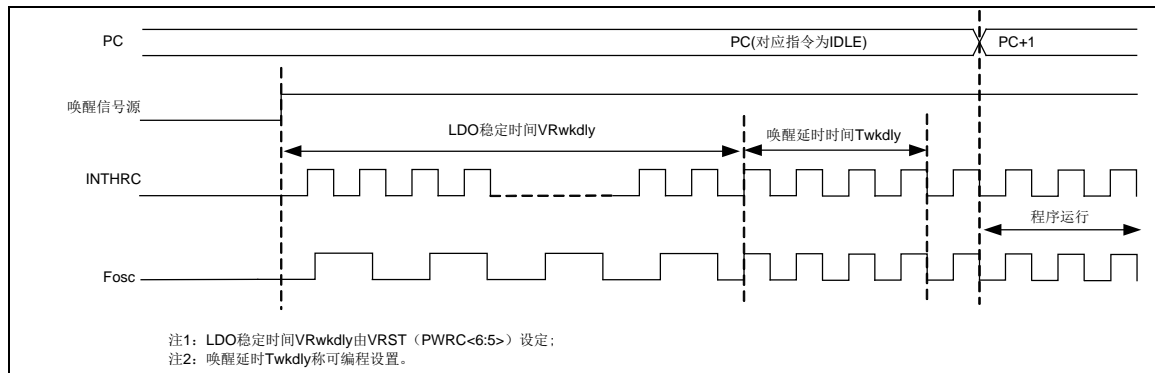 PC
PC(对应指令为IDLE)
PC+1
唤醒信号源
LDO稳定时间VRwkdly
唤醒延时时间Twkdly
INTHRC
程序运行
Fosc
注1：LDO稳定时间VRwkdly由VRST（PWRC<6:5>）设定;
注2：唤醒延时Twkdly称可编程设置。